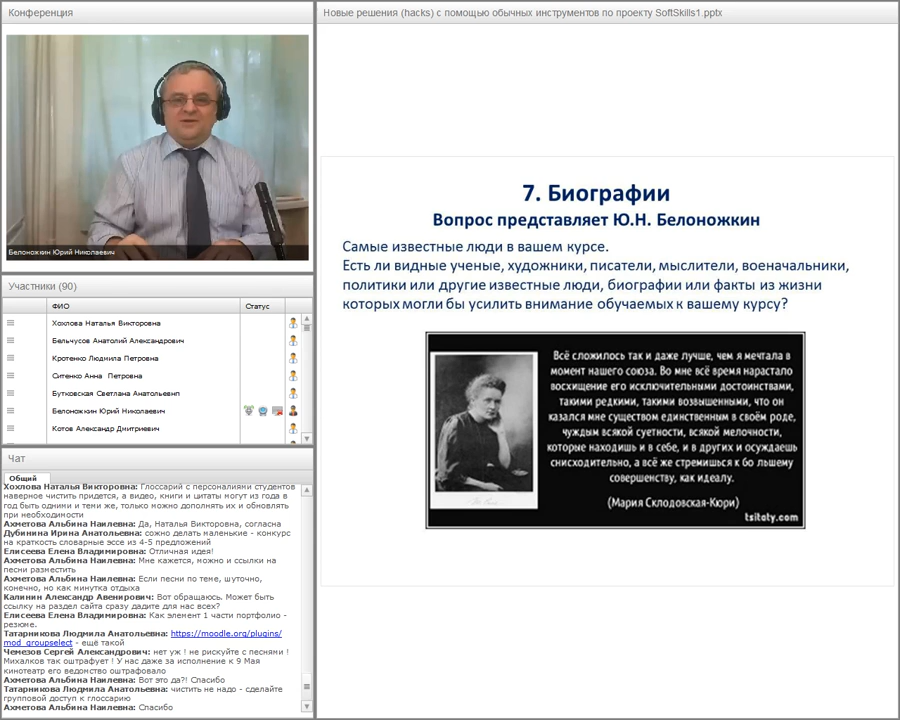 Конференция
Белоножкин Юрий Николаевич
Участники (90)
ФИО
Статус
Хохлова Наталья Викторовна
Бельчусов Анатолий Александрович
Кротенко Людмила Петровна
Ситенко Анна Петровна
Бутковская Светлана Анатольевнп
Белоножкин Юрий Николаевич
Котов Александр Дмитриевич
Чат
Общий
Хохлова Наталья Викторовна: Глоссарий с персоналиями студентов
наверное чистить придется, а видео, книги и цитаты могут из года в
год быть одними и теми же, только можно дополнять их и обновлять
при необходимости
Ахметова Альбина Наилевна: Да, Наталья Викторовна, согласна
Дубинина Ирина Анатольевна: сожно делать маленькие - конкурс
на краткость словарные эссе из 4-5 предложений
Елисеева Елена Владимировна: Отличная идея!
Ахметова Альбина Наилевна: Мне кажется, можно и ссылки на
песни разместить
Ахметова Альбина Наилевна: Если песни по теме, шуточно,
конечно, но как минутка отдыха
Калинин Александр Авенирович: Вот обращаюсь. Может быть
ссылку на раздел сайта сразу дадите для нас всех?
Елисеева Елена Владимировна: Как элемент 1 части портфолио -
резюме.
Татарникова Людмила Анатольевна: https://moodle.org/plugins/
mod_groupselect - ещё такой
Чемезов Сергей Александрович: нет уж ! не рискуйте с песнями !
Михалков так оштрафует ! У нас даже за исполнение к 9 Мая
кинотеатр его ведомство оштрафовало
Ахметова Альбина Наилевна: Вот это да?! Спасибо
Татарникова Людмила Анатольевна: чистить не надо - сделайте
групповой доступ к глоссарию
Ахметова Альбина Наилевна: Спасибо
Новые решения (hacks) с помощью обычных инструментов по проекту SoftSkills1.pptx
7. Биографии
Вопрос представляет Ю.Н. Белоножкин
Самые известные люди в вашем курсе.
Есть ли видные ученые, художники, писатели, мыслители, военачальники,
политики или другие известные люди, биографии или факты из жизни
которых могли бы усилить внимание обучаемых к вашему курсу?
Всё сложилось так и даже лучше, чем я мечтала в
момент нашего союза. Во мне всё время нарастало
восхищение его исключительными достоинствами,
такими редкими, такими возвышенными, что он
казался мне существом единственным в своём роде,
чуждым всякой суетности, всякой мелочности,
которые находишь и в себе, и в других и осуждаешь
снисходительно, а всё же стремишься к бо льшему
совершенству, как идеалу.
(Мария Склодовская-Кюри)
tsitaty.com